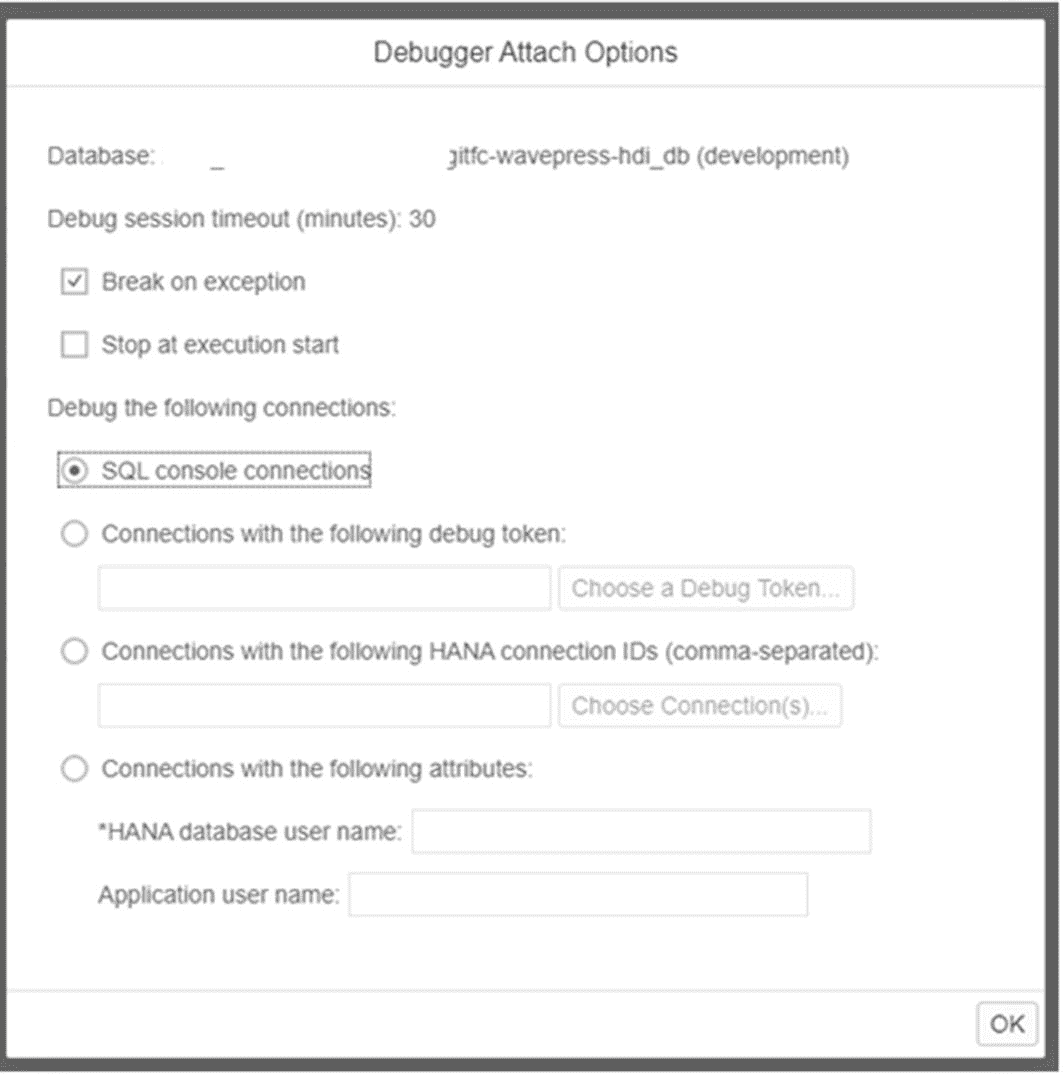 Debugger Attach Options
Database: _ gitfc-wavepress-hdi_db (development)
Debug session timeout (minutes): 30
Break on exception
Stop at execution start
Debug the following connections:
SQL console connections
Connections with the following debug token:
Choose a Debug Token...
Connections with the following HANA connection IDs (comma-separated):
Choose Connection(s)...
Connections with the following attributes:
*HANA database user name:
Application user name:
OK